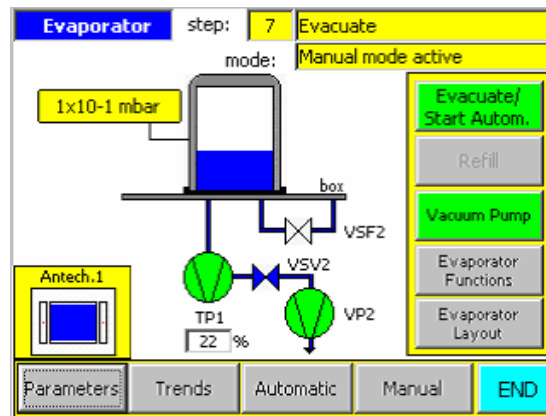 Evaporator step: 7 Evacuate
mode: Manual mode active
1x10-1 mbar
Evacuate/
Start Autom.
Refill
box
VSF2
Vacuum Pump
VSV2
Antech.1
Evaporator
Functions
TP1
VP2
22 %
Evaporator
Layout
Parameters Trends Automatic Manual END